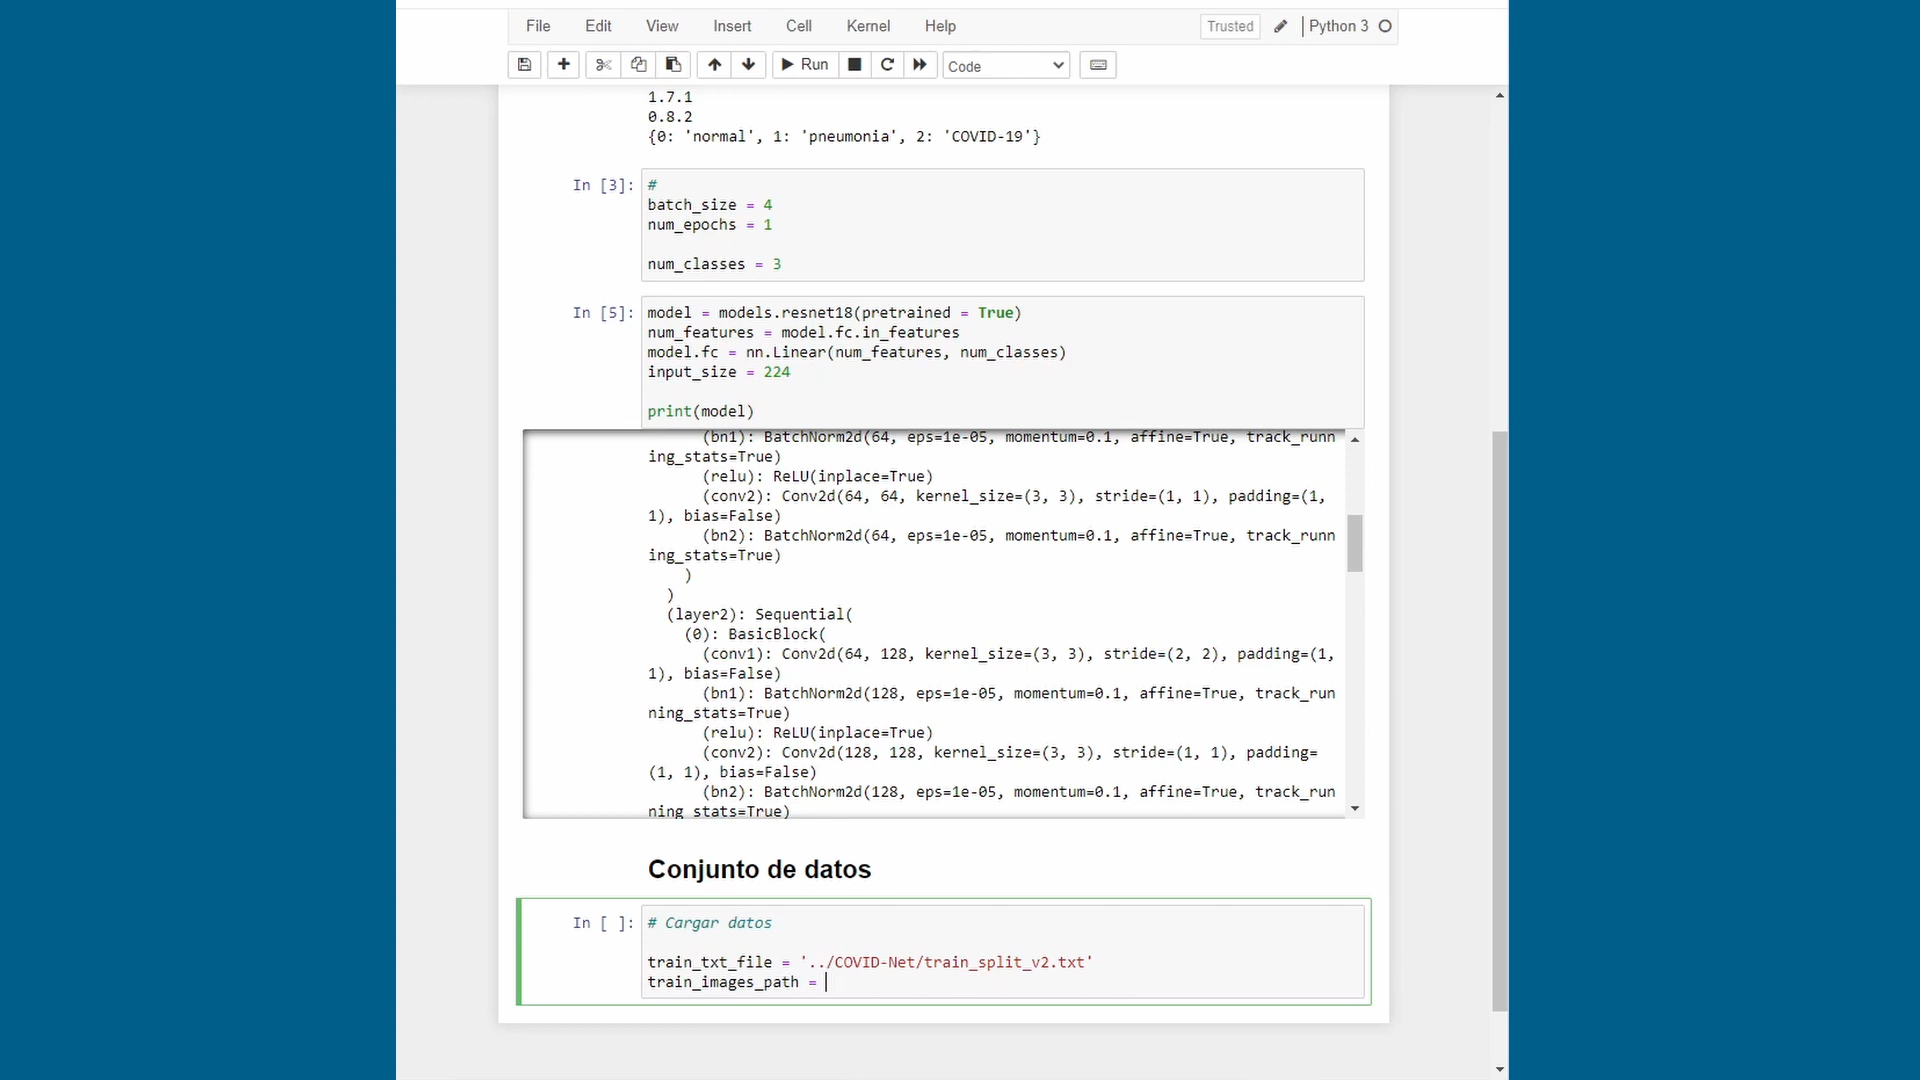 File Edit View Insert Cell Kernel Help Trusted Python 3
Run Code
1.7.1
0.8.2
{0: 'normal', 1: 'pneumonia', 2: 'COVID-19'}
In [3]: #
batch_size = 4
num_epochs = 1
num_classes = 3
In [5]: model = models.resnet18(pretrained = True)
num_features = model.fc.in_features
model.fc = nn.Linear(num_features, num_classes)
input_size = 224
print(model)
(bn1): BatchNorm2d(64, eps=1e-05, momentum=0.1, affine=True, track_runn
ing_stats=True)
(relu): ReLU(inplace=True)
(conv2): Conv2d(64, 64, kernel_size=(3, 3), stride=(1, 1), padding=(1,
1), bias=False)
(bn2): BatchNorm2d(64, eps=1e-05, momentum=0.1, affine=True, track_runn
ing_stats=True)
)
)
(layer2): Sequential(
(0): BasicBlock(
(conv1): Conv2d(64, 128, kernel_size=(3, 3), stride=(2, 2), padding=(1,
1), bias=False)
(bn1): BatchNorm2d(128, eps=1e-05, momentum=0.1, affine=True, track_run
ning_stats=True)
(relu): ReLU(inplace=True)
(conv2): Conv2d(128, 128, kernel_size=(3, 3), stride=(1, 1), padding=
(1, 1), bias=False)
(bn2): BatchNorm2d(128, eps=1e-05, momentum=0.1, affine=True, track_run
ning_stats=True)
Conjunto de datos
In [ ]: # Cargar datos
train_txt_file = '../COVID-Net/train_split_v2.txt'
train_images_path =